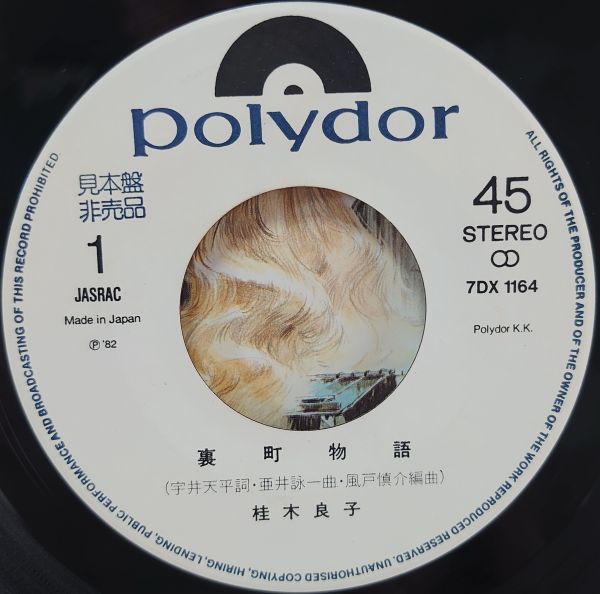 polydor
見本盤
非売品
1
JASRAC
Made in Japan
Ⓟ '82
45
STEREO
7DX 1164
Polydor K.K.
裏町物語
(宇井天平詞・亜井詠一曲・風戸慎介編曲)
桂木良子
ALL RIGHTS OF THE PRODUCER AND OF THE OWNER OF THE WORK REPRODUCED RESERVED. UNAUTHORISED COPYING, HIRING, LENDING, PUBLIC PERFORMANCE AND BROADCASTING OF THIS RECORD PROHIBITED